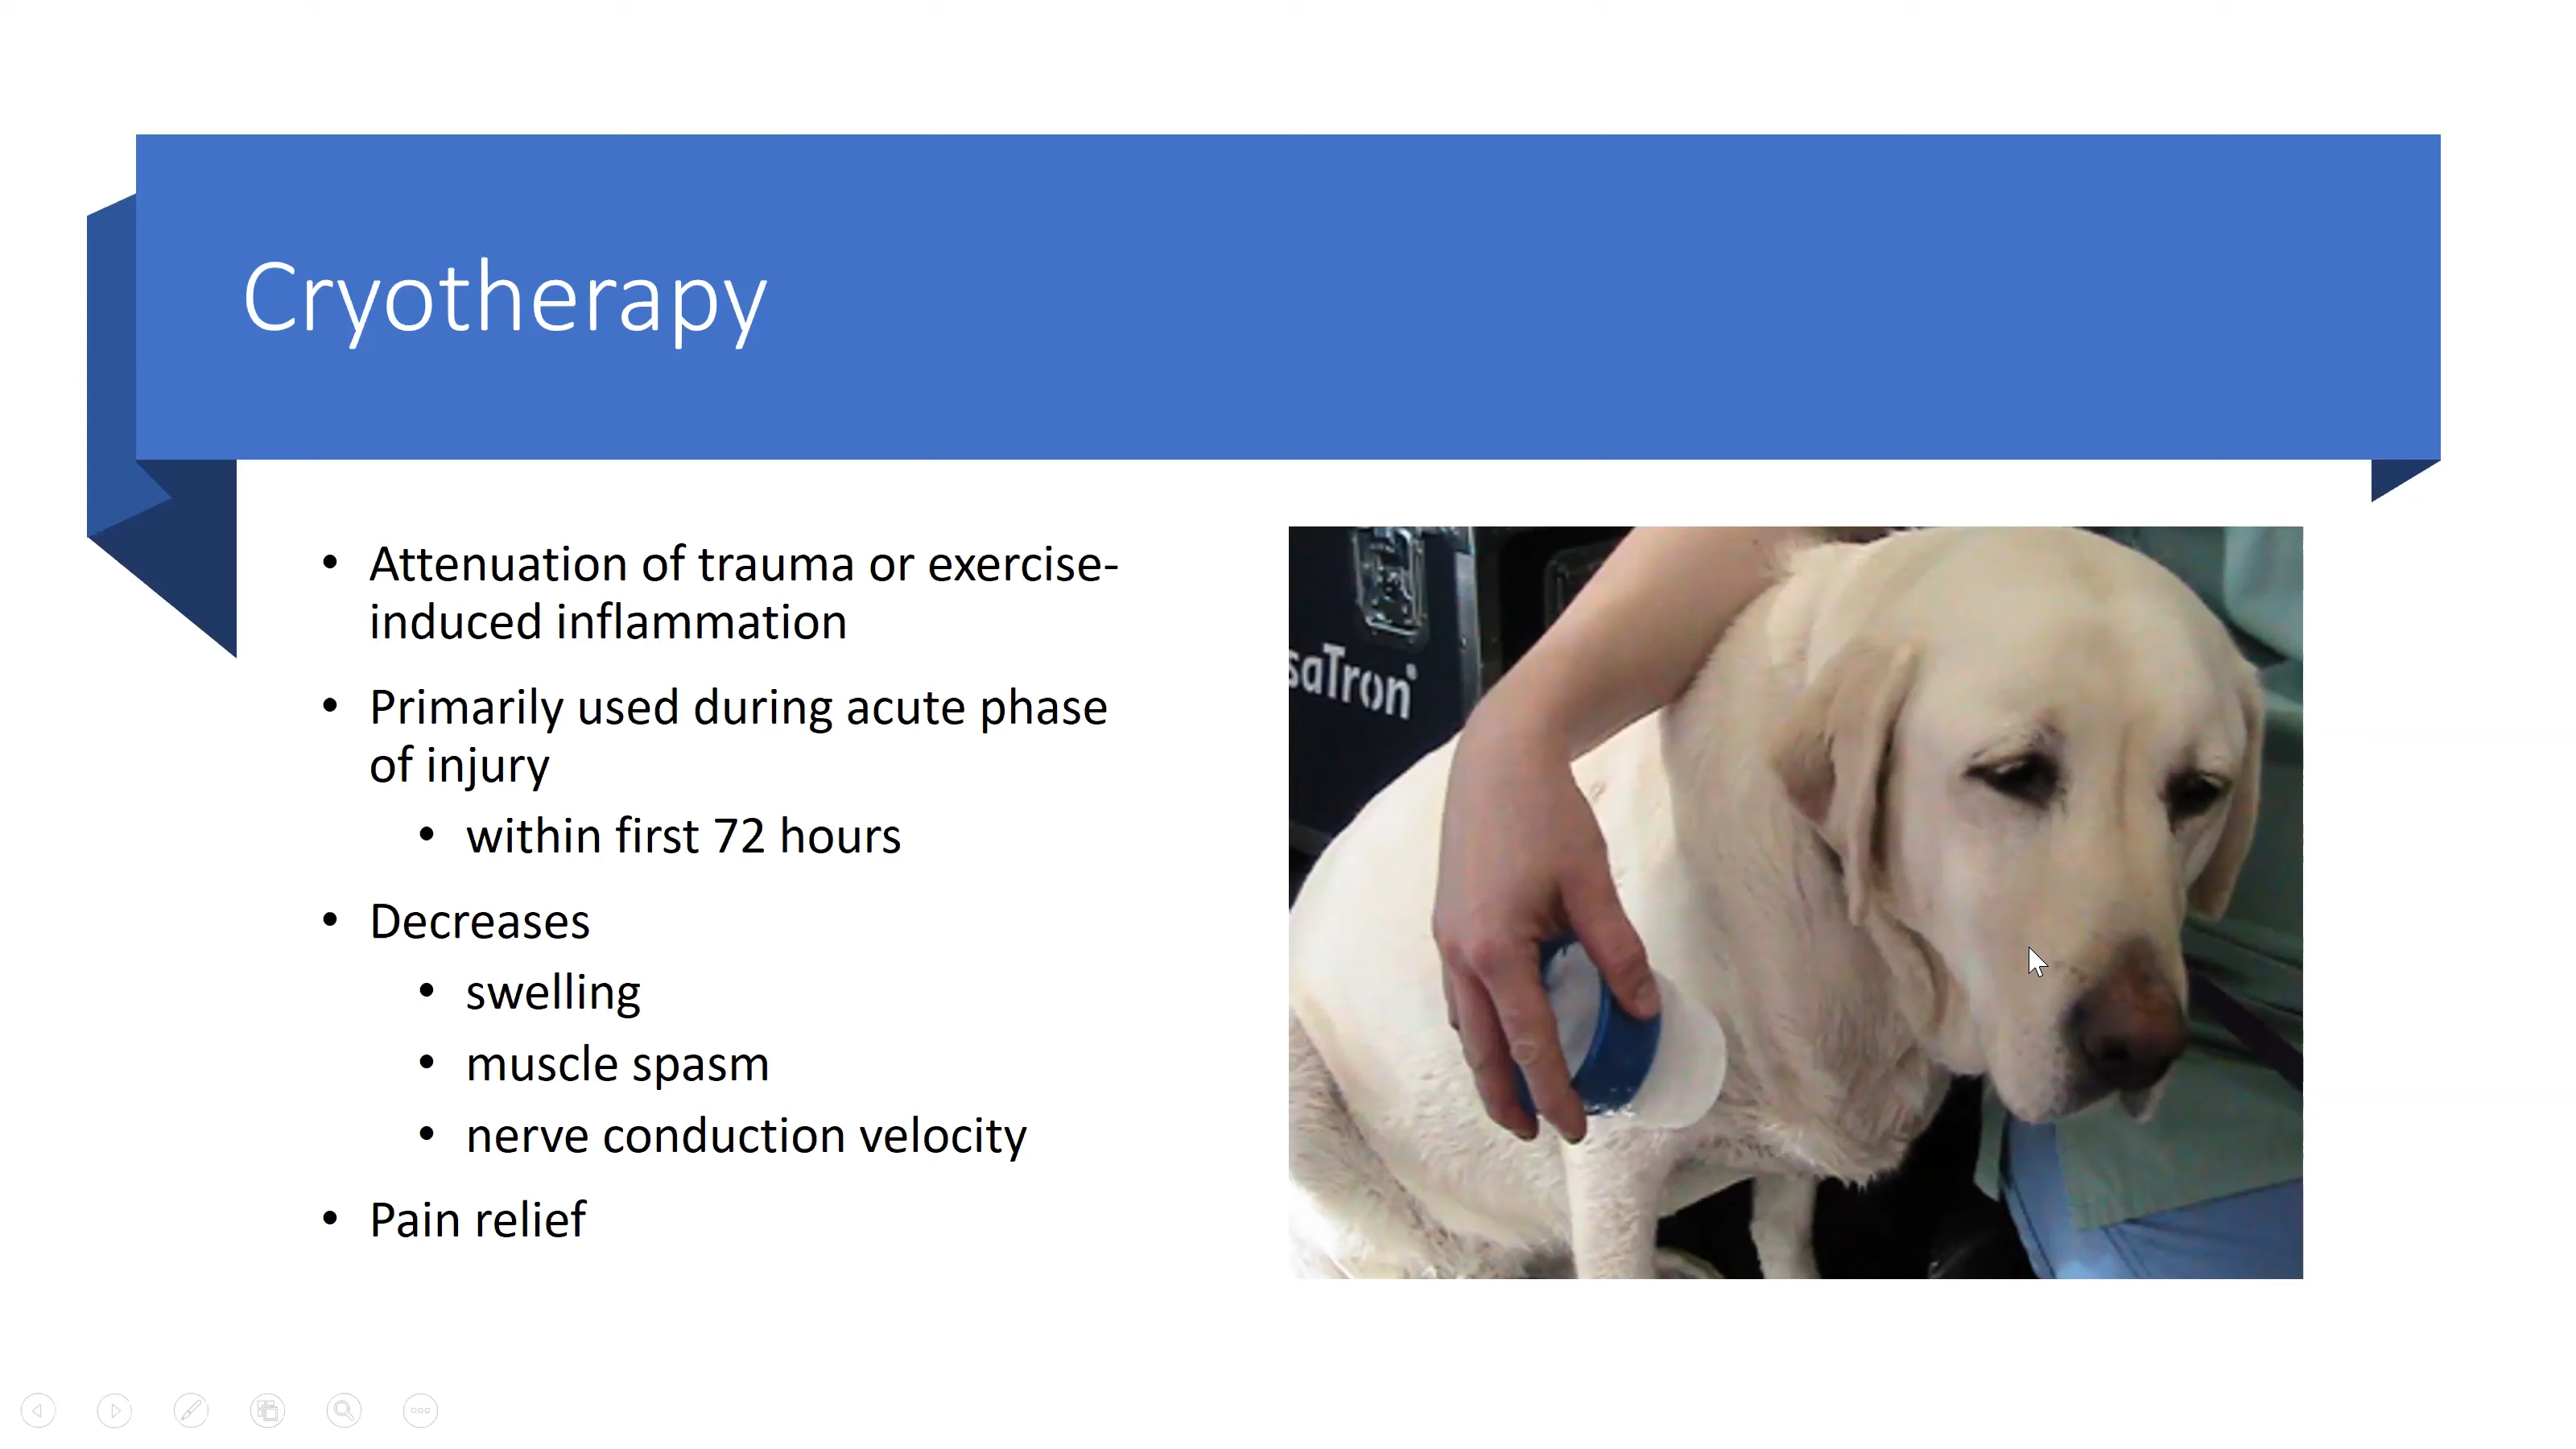 Cryotherapy
• Attenuation of trauma or exercise-
induced inflammation
• Primarily used during acute phase
of injury
• within first 72 hours
• Decreases
• swelling
• muscle spasm
• nerve conduction velocity
• Pain relief
saTron